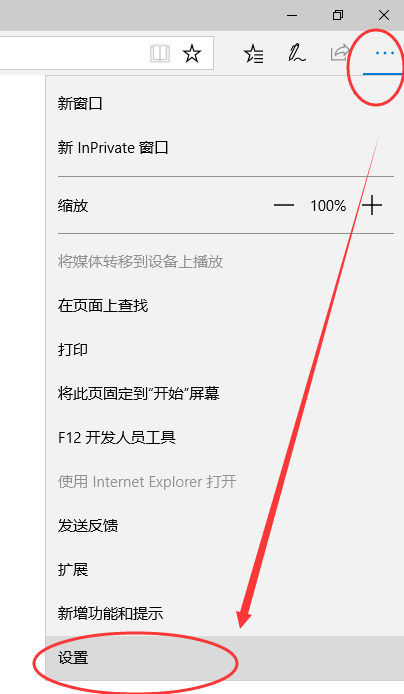 新窗口
新 InPrivate 窗口
缩放 — 100% +
将媒体转移到设备上播放
在页面上查找
打印
将此页固定到“开始”屏幕
F12 开发人员工具
使用 Internet Explorer 打开
发送反馈
扩展
新增功能和提示
设置